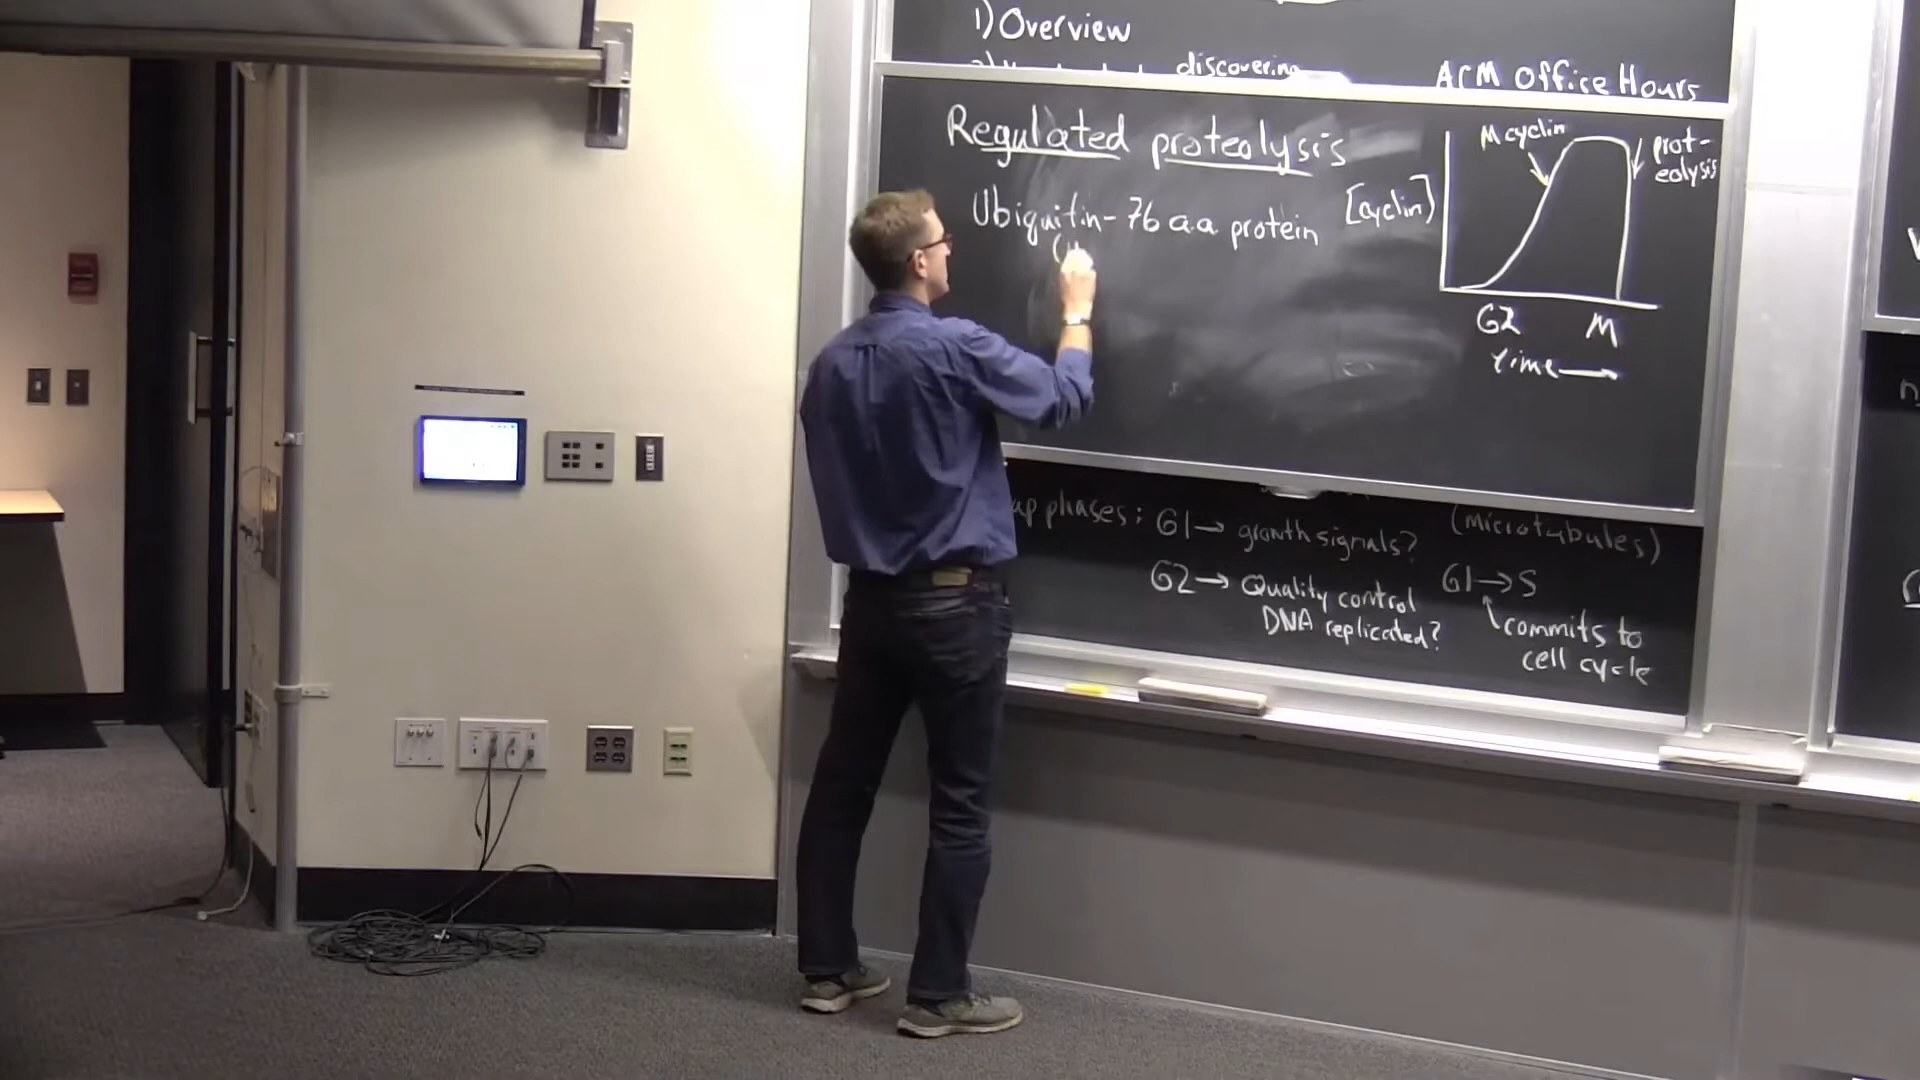 1) Overview
discovering
ACM Office Hours
Regulated proteolysis
Ubiquitin - 76 a.a. protein
[cyclin]
M cyclin
prot-
eolysis
G2 M
Time →
ap phases: G1 → growth signals?
G2 → Quality control
DNA replicated?
(microtubules)
G1 → S
commits to
cell cycle